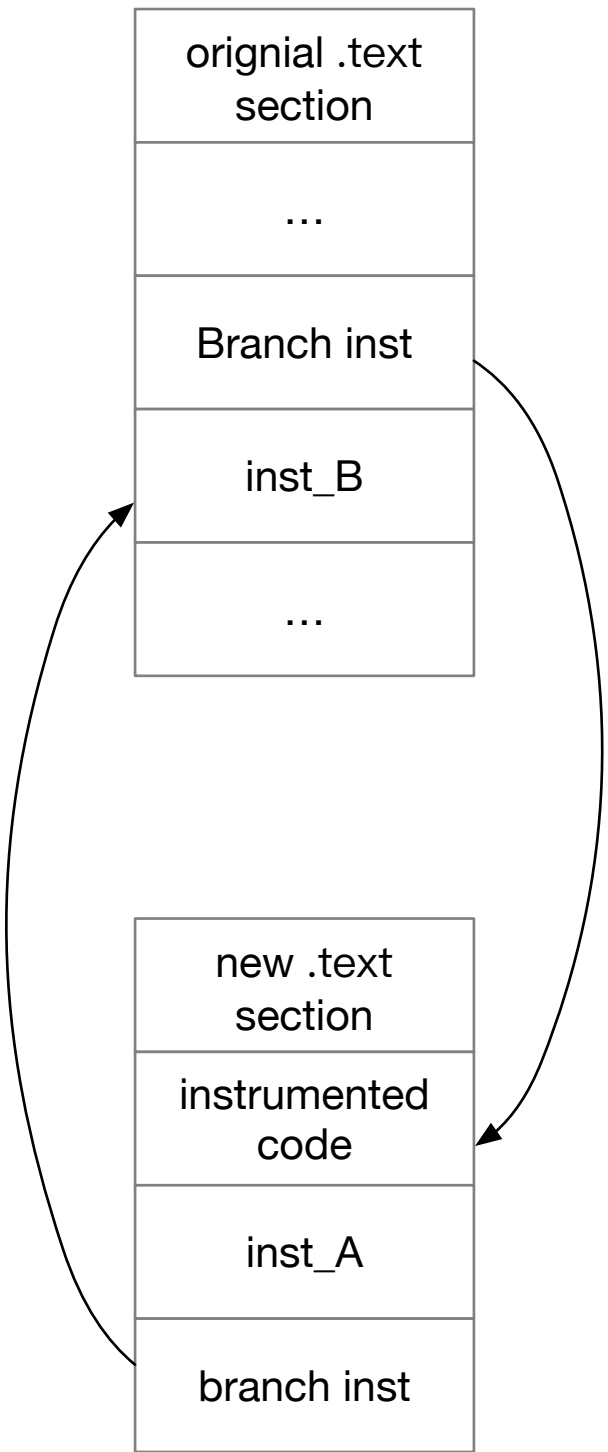 orignial .text
section
...
Branch inst
inst_B
...
new .text
section
instrumented
code
inst_A
branch inst